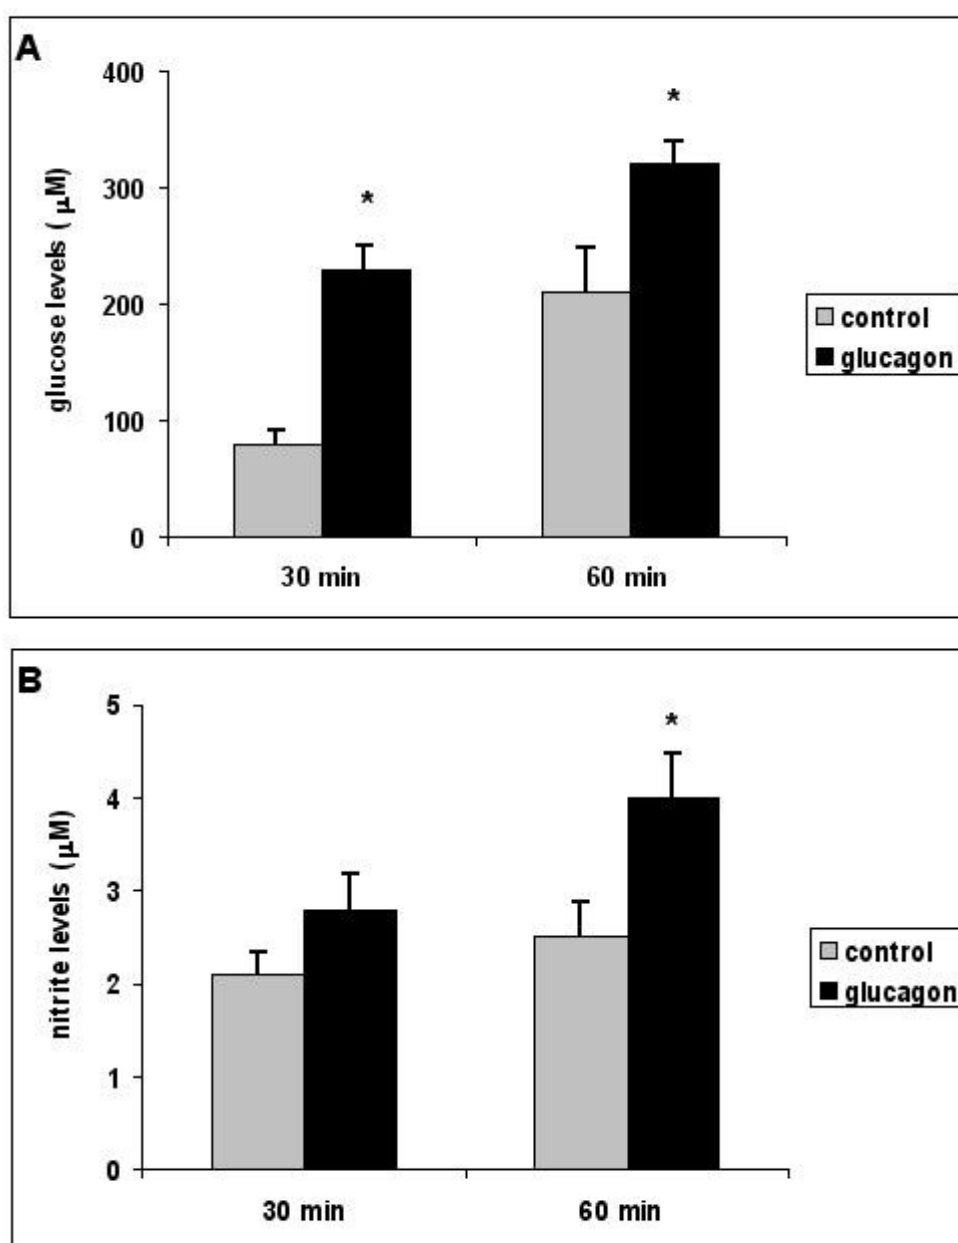 A
400
300
200
100
0
glucose levels ( μM)
*
*
30 min
60 min
control
glucagon
B
5
4
3
2
1
0
nitrite levels (μM)
*
30 min
60 min
control
glucagon